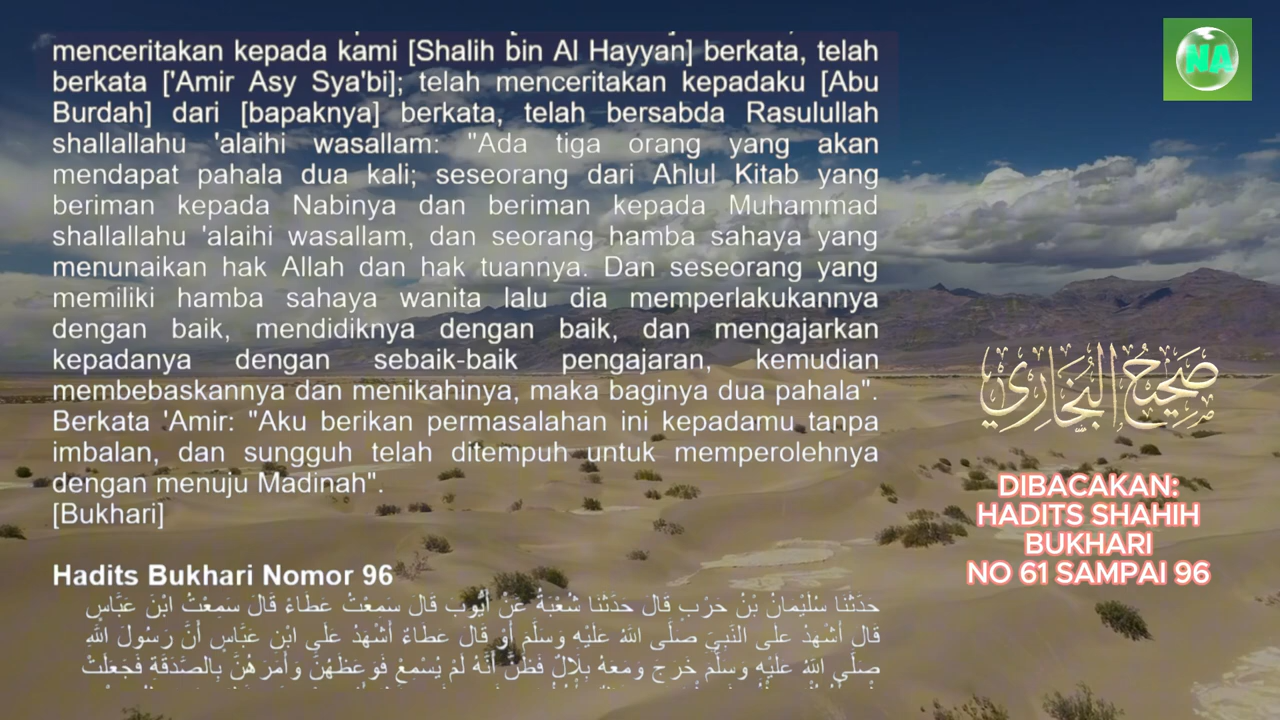 menceritakan kepada kami [Shalih bin Al Hayyan] berkata, telah
berkata ['Amir Asy Sya'bi]; telah menceritakan kepadaku [Abu
Burdah] dari [bapaknya] berkata, telah bersabda Rasulullah
shallallahu 'alaihi wasallam: "Ada tiga orang yang akan
mendapat pahala dua kali; seseorang dari Ahlul Kitab yang
beriman kepada Nabinya dan beriman kepada Muhammad
shallallahu 'alaihi wasallam, dan seorang hamba sahaya yang
menunaikan hak Allah dan hak tuannya. Dan seseorang yang
memiliki hamba sahaya wanita lalu dia memperlakukannya
dengan baik, mendidiknya dengan baik, dan mengajarkan
kepadanya dengan sebaik-baik pengajaran, kemudian
membebaskannya dan menikahinya, maka baginya dua pahala".
Berkata 'Amir: "Aku berikan permasalahan ini kepadamu tanpa
imbalan, dan sungguh telah ditempuh untuk memperolehnya
dengan menuju Madinah".
[Bukhari]
Hadits Bukhari Nomor 96
حَدَّثَنَا سُلَيْمَانُ بْنُ حَرْبٍ قَالَ حَدَّثَنَا شُعْبَةُ عَنْ أَيُّوبَ قَالَ سَمِعْتُ عَطَاءً قَالَ سَمِعْتُ ابْنَ عَبَّاسٍ
قَالَ أَشْهَدُ عَلَى النَّبِيِّ صَلَّى اللَّهُ عَلَيْهِ وَسَلَّمَ أَوْ قَالَ عَطَاءٌ أَشْهَدُ عَلَى ابْنِ عَبَّاسٍ أَنَّ رَسُولَ اللَّهِ
صَلَّى اللَّهُ عَلَيْهِ وَسَلَّمَ خَرَجَ وَمَعَهُ بِلَالٌ فَظَنَّ أَنَّهُ لَمْ يُسْمِعْ فَوَعَظَهُنَّ وَأَمَرَهُنَّ بِالصَّدَقَةِ فَجَعَلَتْ
NA
صَحِيحُ الْبُخَارِيِّ
DIBACAKAN:
HADITS SHAHIH
BUKHARI
NO 61 SAMPAI 96